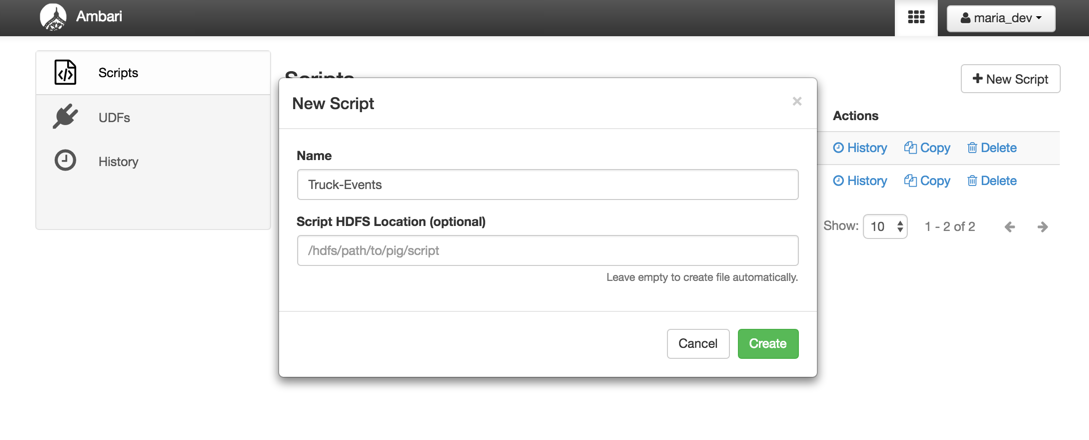 Ambari
maria_dev
Scripts
Scripts
New Script
UDFs
History
New Script
×
Actions
Name
History Copy Delete
Truck-Events
History Copy Delete
Script HDFS Location (optional)
Show: 10 1 - 2 of 2
/hdfs/path/to/pig/script
Leave empty to create file automatically.
Cancel
Create